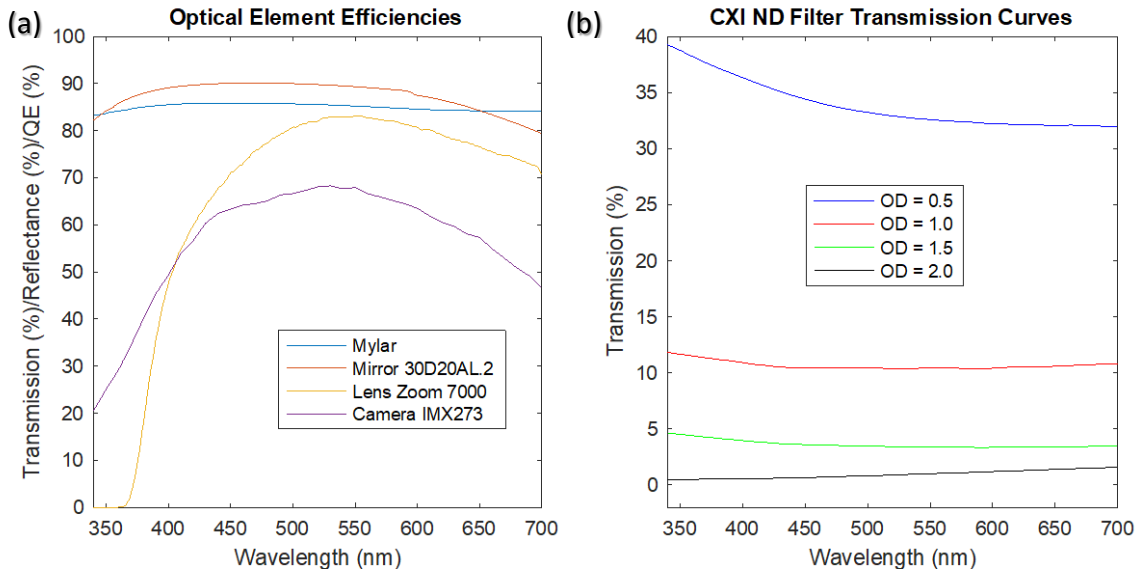 (a)
Optical Element Efficiencies
Transmission (%)/Reflectance (%)/QE (%)
100
90
80
70
60
50
40
30
20
10
0
Mylar
Mirror 30D20AL.2
Lens Zoom 7000
Camera IMX273
350 400 450 500 550 600 650 700
Wavelength (nm)
(b)
CXI ND Filter Transmission Curves
Transmission (%)
40
35
30
25
20
15
10
5
0
OD = 0.5
OD = 1.0
OD = 1.5
OD = 2.0
350 400 450 500 550 600 650 700
Wavelength (nm)